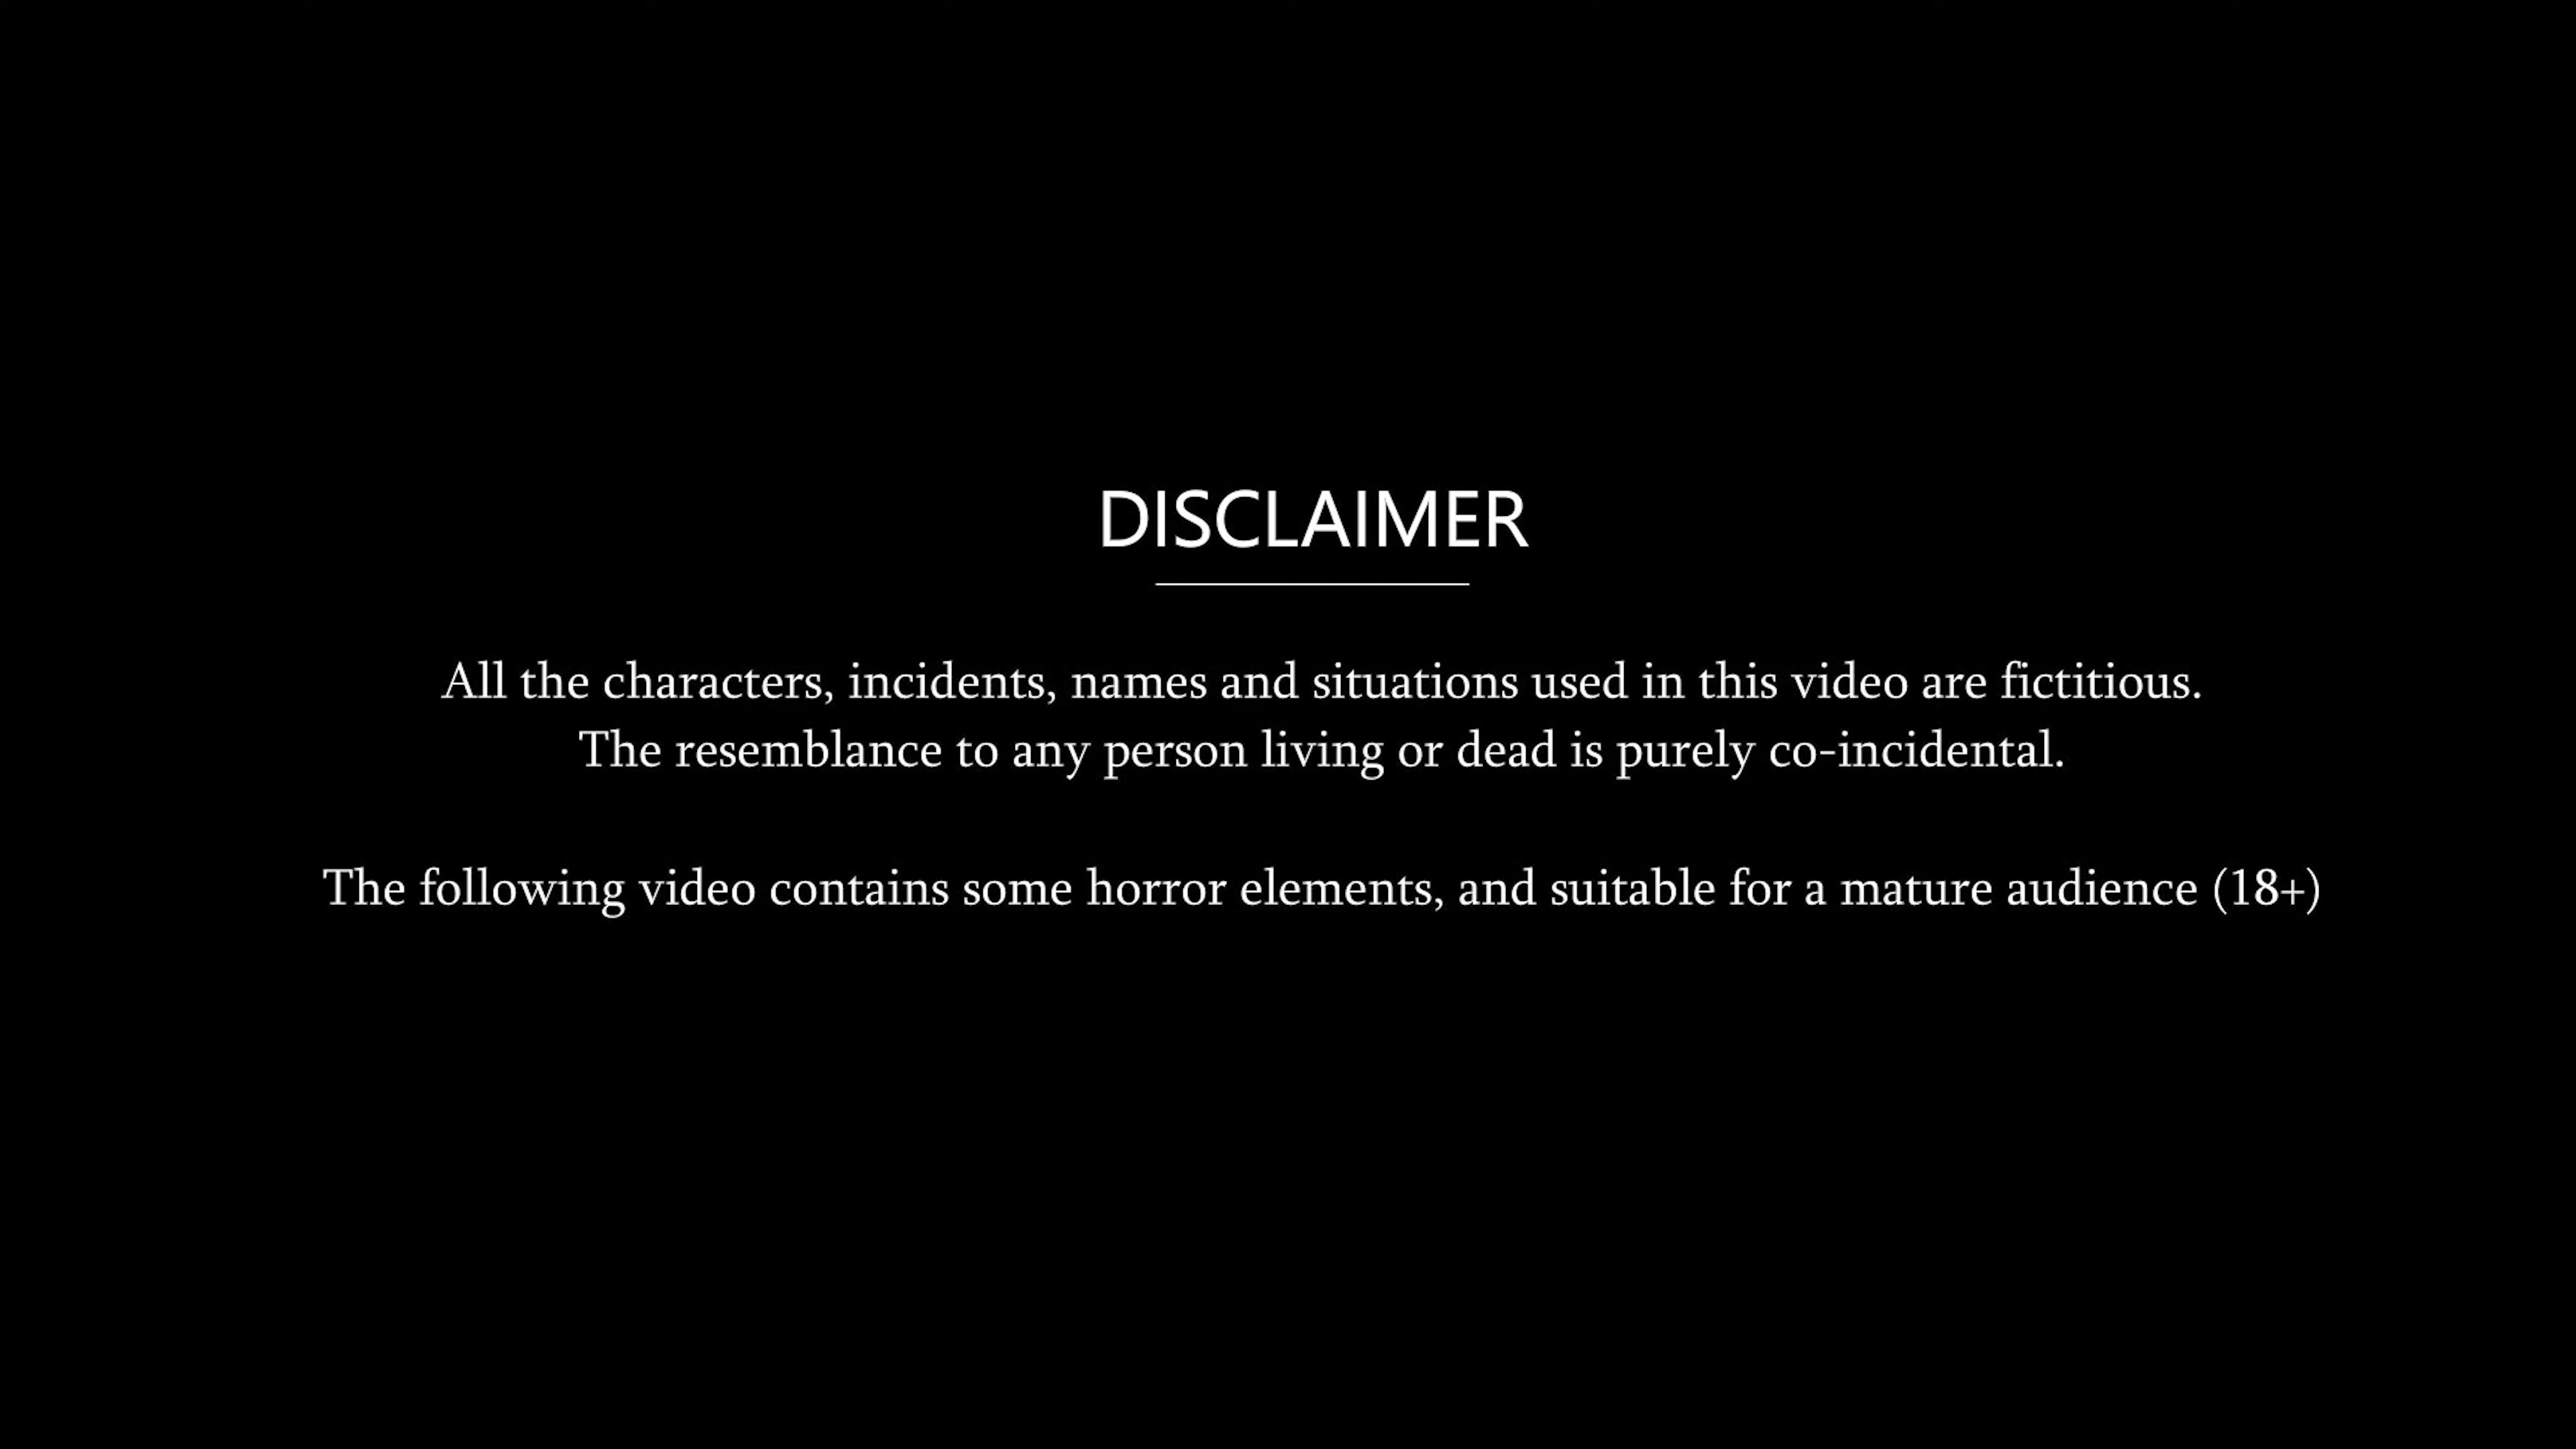 DISCLAIMER
All the characters, incidents, names and situations used in this video are fictitious.
The resemblance to any person living or dead is purely co-incidental.
The following video contains some horror elements, and suitable for a mature audience (18+)